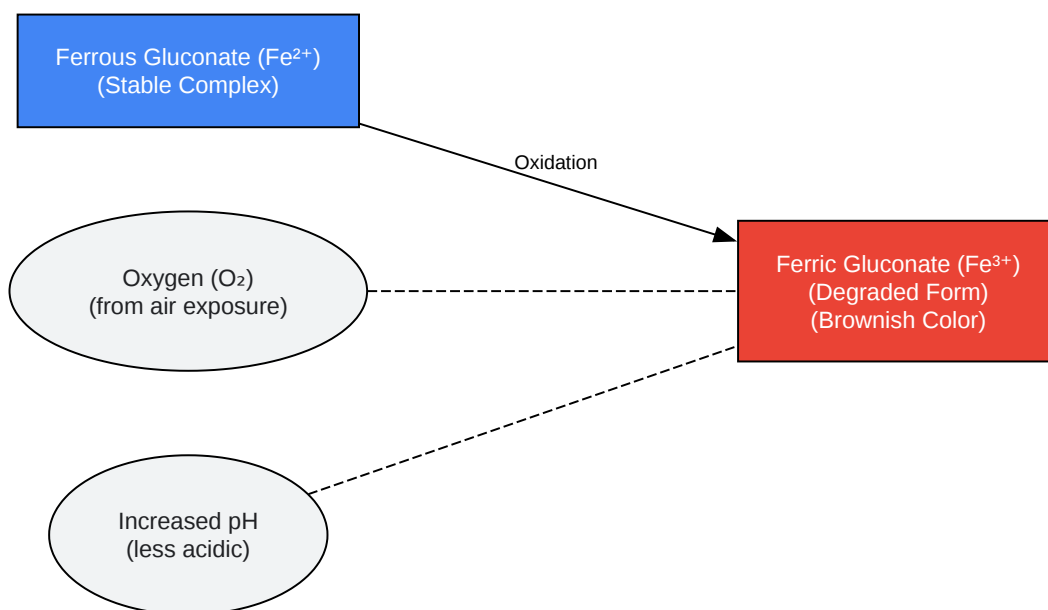 Ferrous Gluconate (Fe²⁺)
(Stable Complex)
Oxidation
Oxygen (O₂)
(from air exposure)
Ferric Gluconate (Fe³⁺)
(Degraded Form)
(Brownish Color)
Increased pH
(less acidic)